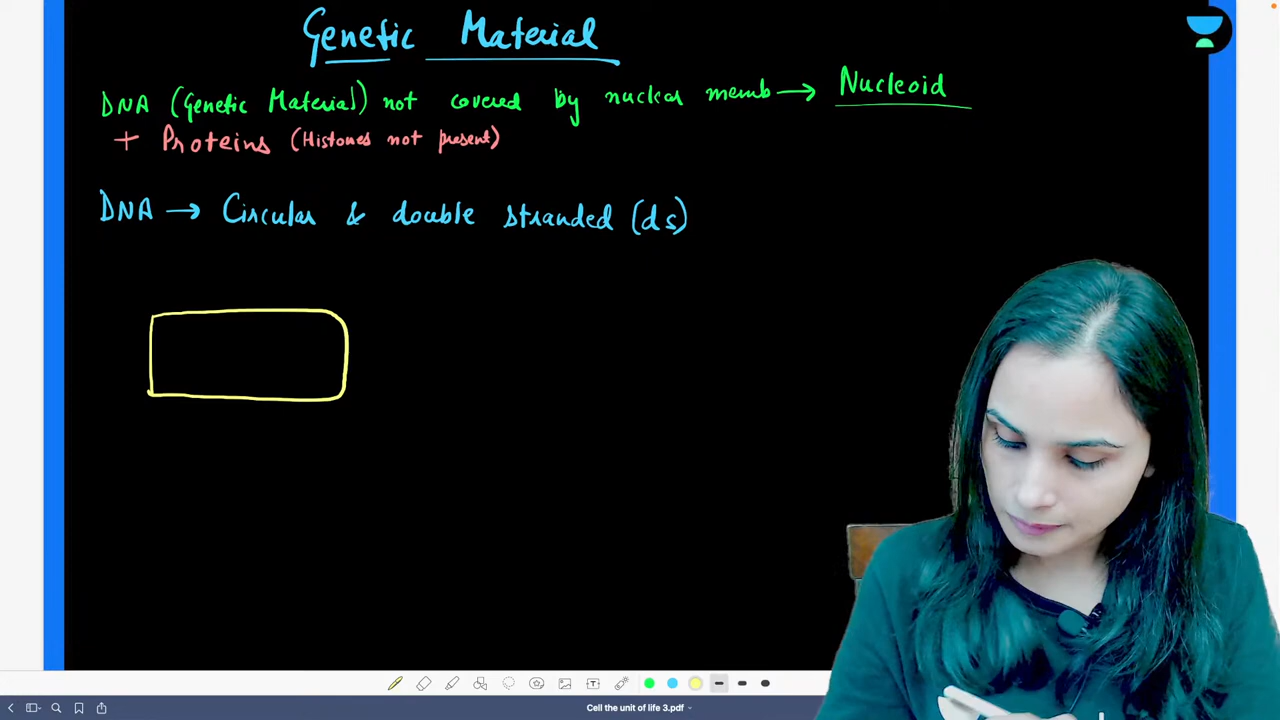 Genetic Material
DNA (Genetic Material) not covered by nuclear memb → Nucleoid
+ Proteins (Histones not present)
DNA → Circular & double stranded (ds)
Cell the unit of life 3.pdf